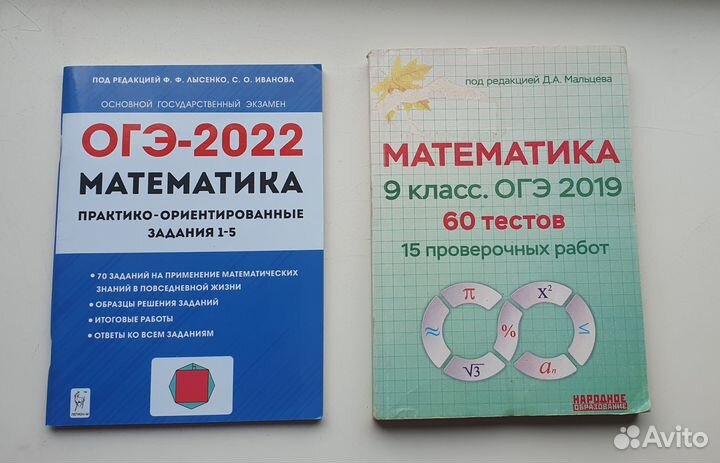 ПОД РЕДАКЦИЕЙ Ф. Ф. ЛЫСЕНКО, С. О. ИВАНОВА
ОСНОВНОЙ ГОСУДАРСТВЕННЫЙ ЭКЗАМЕН
ОГЭ-2022
МАТЕМАТИКА
ПРАКТИКО-ОРИЕНТИРОВАННЫЕ
ЗАДАНИЯ 1-5
• 70 ЗАДАНИЙ НА ПРИМЕНЕНИЕ МАТЕМАТИЧЕСКИХ
ЗНАНИЙ В ПОВСЕДНЕВНОЙ ЖИЗНИ
• ОБРАЗЦЫ РЕШЕНИЯ ЗАДАНИЙ
• ИТОГОВЫЕ РАБОТЫ
• ОТВЕТЫ КО ВСЕМ ЗАДАНИЯМ
ЛЕГИОН-М
под редакцией Д.А. Мальцева
МАТЕМАТИКА
9 класс. ОГЭ 2019
60 тестов
15 проверочных работ
π x²
≈ % ≤
√3 aₙ
НАРОДНОЕ
ОБРАЗОВАНИЕ
Avito